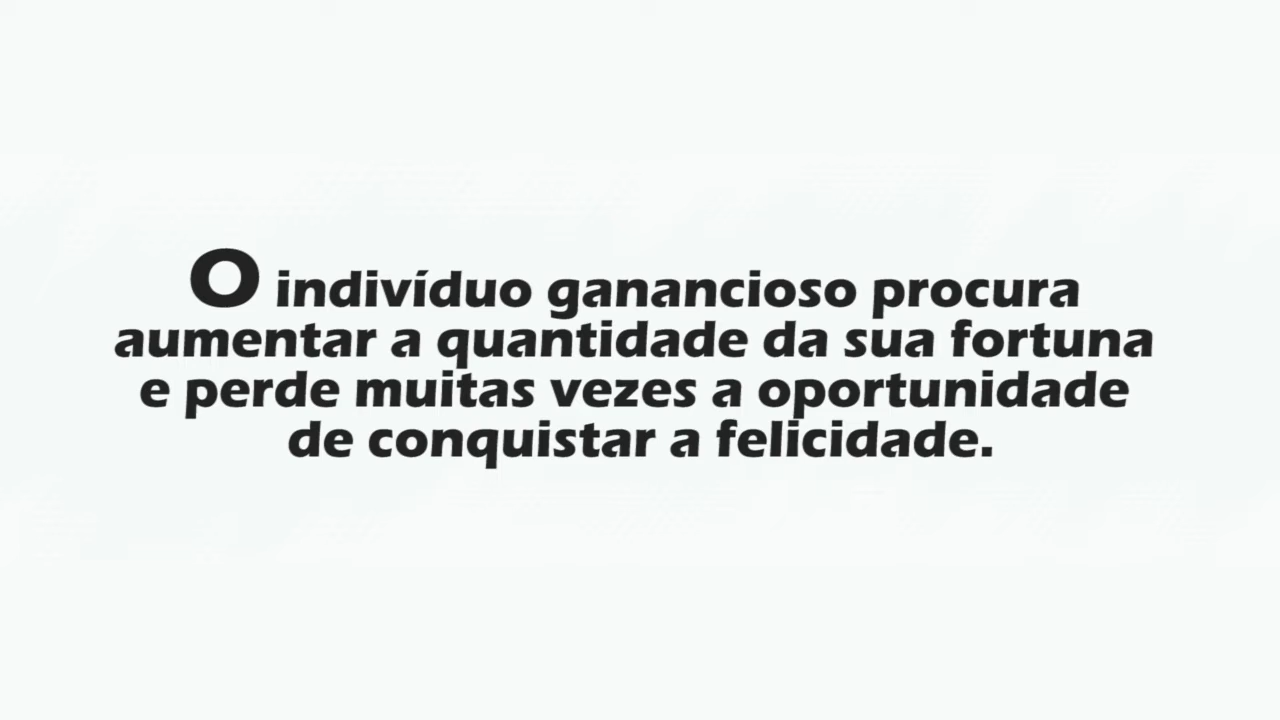 O indivíduo ganancioso procura
aumentar a quantidade da sua fortuna
e perde muitas vezes a oportunidade
de conquistar a felicidade.